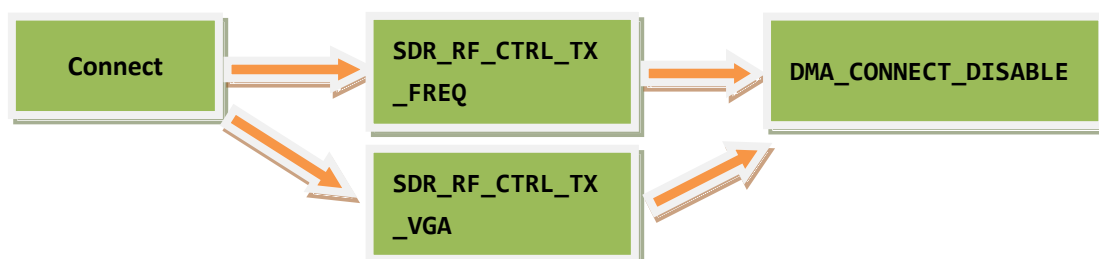 Connect
SDR_RF_CTRL_TX
_FREQ
DMA_CONNECT_DISABLE
SDR_RF_CTRL_TX
_VGA